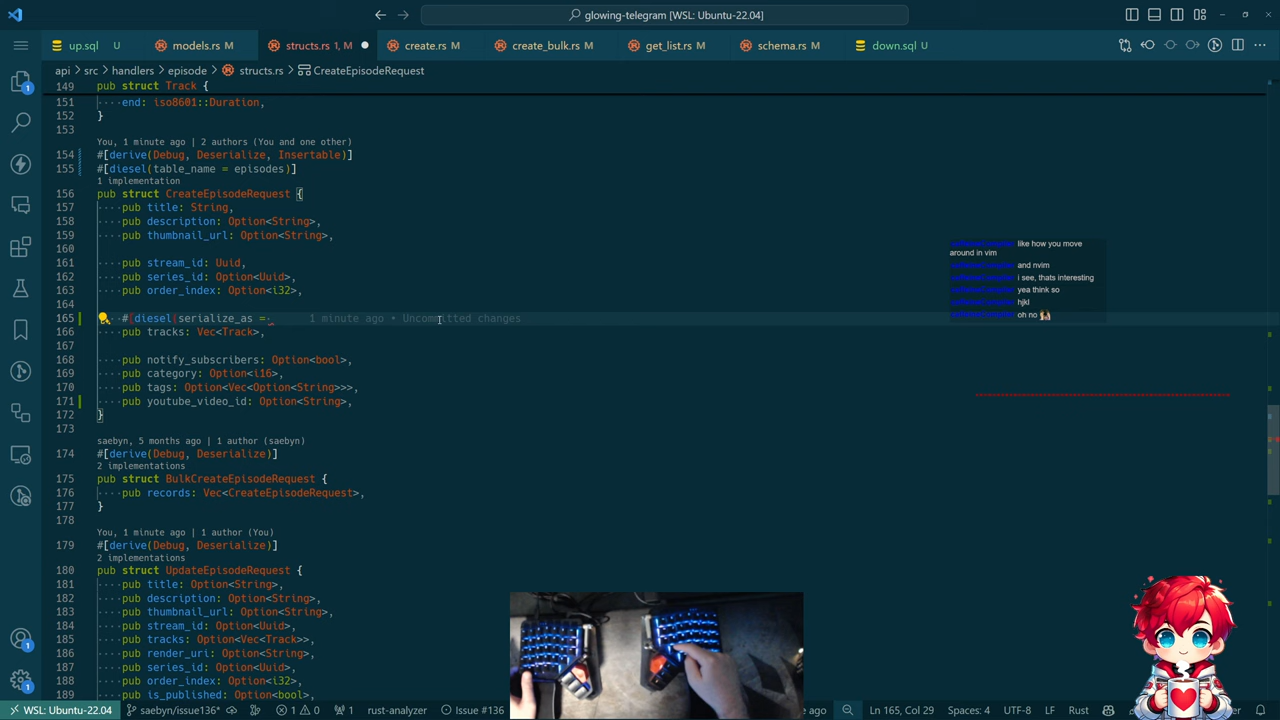 glowing-telegram [WSL: Ubuntu-22.04]
up.sql U
models.rs M
structs.rs 1, M
create.rs M
create_bulk.rs M
get_list.rs M
schema.rs M
down.sql U
api > src > handlers > episode > structs.rs > CreateEpisodeRequest
149 pub struct Track {
151 ····end: iso8601::Duration,
152 }
153
You, 1 minute ago | 2 authors (You and one other)
154 #[derive(Debug, Deserialize, Insertable)]
155 #[diesel(table_name = episodes)]
1 implementation
156 pub struct CreateEpisodeRequest {
157 ····pub title: String,
158 ····pub description: Option<String>,
159 ····pub thumbnail_url: Option<String>,
160
161 ····pub stream_id: Uuid,
162 ····pub series_id: Option<Uuid>,
163 ····pub order_index: Option<i32>,
164
165 #[diesel(serialize_as =· 1 minute ago • Uncommitted changes
166 ····pub tracks: Vec<Track>,
167
168 ····pub notify_subscribers: Option<bool>,
169 ····pub category: Option<i16>,
170 ····pub tags: Option<Vec<Option<String>>>,
171 ····pub youtube_video_id: Option<String>,
172 }
173
saebyn, 5 months ago | 1 author (saebyn)
174 #[derive(Debug, Deserialize)]
2 implementations
175 pub struct BulkCreateEpisodeRequest {
176 ····pub records: Vec<CreateEpisodeRequest>,
177 }
178
You, 1 minute ago | 1 author (You)
179 #[derive(Debug, Deserialize)]
2 implementations
180 pub struct UpdateEpisodeRequest {
181 ····pub title: Option<String>,
182 ····pub description: Option<String>,
183 ····pub thumbnail_url: Option<String>,
184 ····pub stream_id: Option<Uuid>,
185 ····pub tracks: Option<Vec<Track>>,
186 ····pub render_uri: Option<String>,
187 ····pub series_id: Option<Uuid>,
188 ····pub order_index: Option<i32>,
189 ····pub is_published: Option<bool>,
like how you move
around in vim
and nvim
i see, thats interesting
yea think so
hjkl
oh no
1
1
1
WSL: Ubuntu-22.04
saebyn/issue136*
1 0
1
rust-analyzer
Issue #136
te ago
Ln 165, Col 29
Spaces: 4
UTF-8
LF
Rust